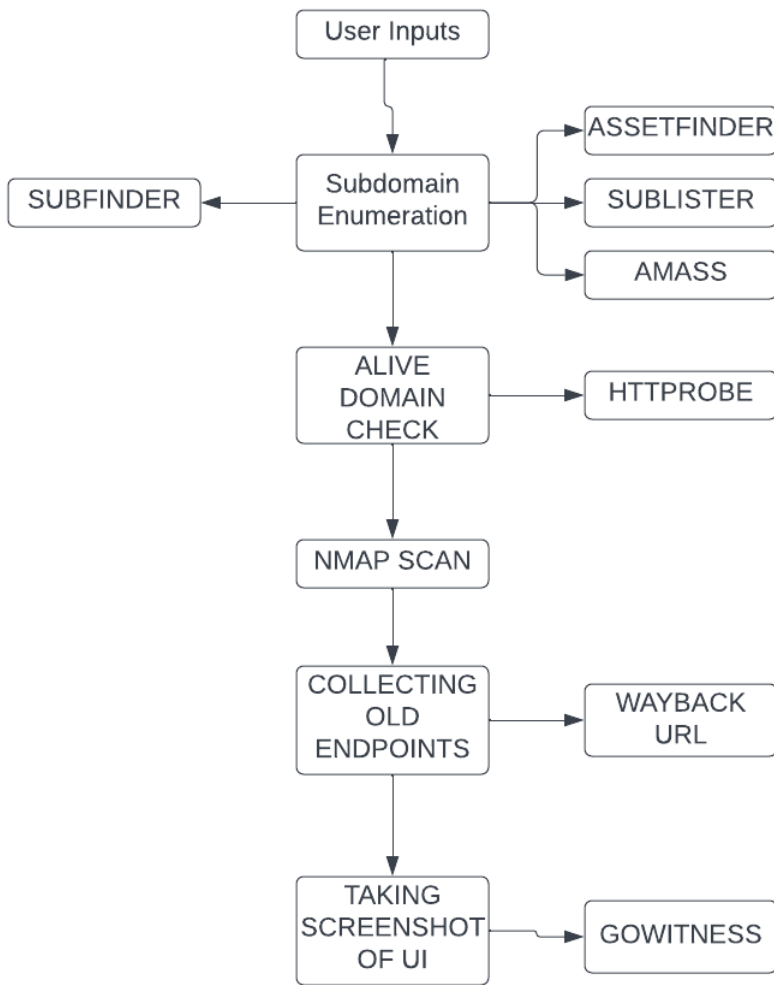 User Inputs
ASSETFINDER
SUBFINDER
Subdomain
Enumeration
SUBLISTER
AMASS
ALIVE
DOMAIN
CHECK
HTTPROBE
NMAP SCAN
COLLECTING
OLD
ENDPOINTS
WAYBACK
URL
TAKING
SCREENSHOT
OF UI
GOWITNESS